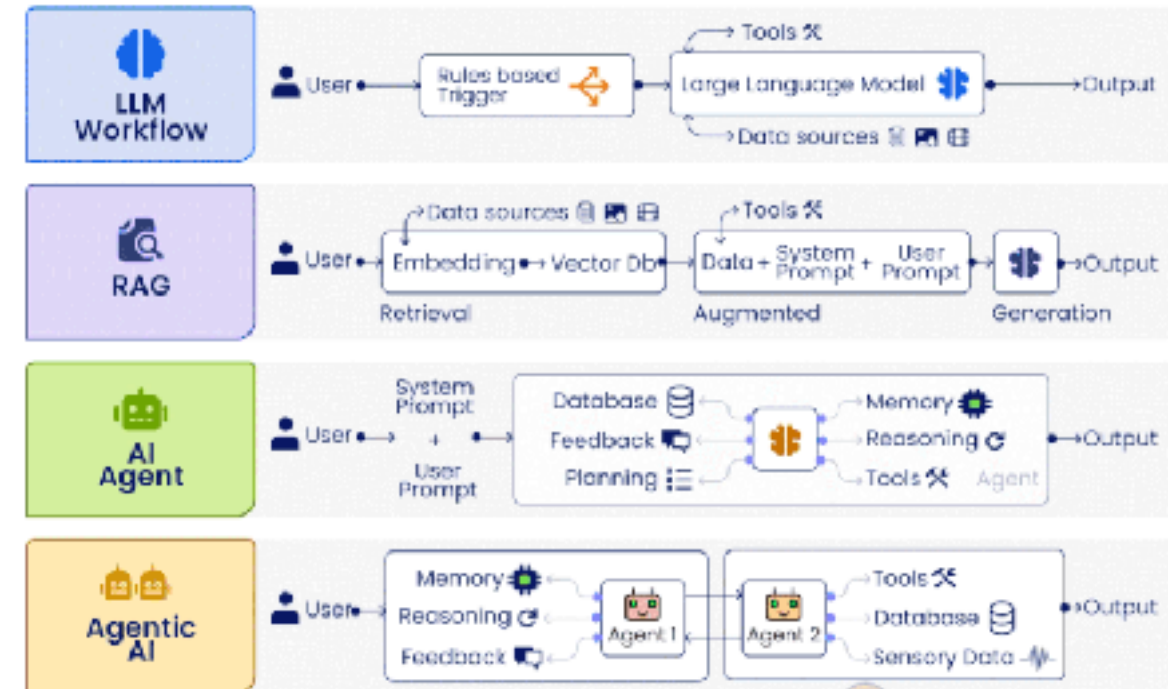 LLM
Workflow
User
Rules based
Trigger
Tools
Large Language Model
Data sources
Output
RAG
User
Data sources
Embedding
Vector Db
Retrieval
Tools
Data + System Prompt + User Prompt
Augmented
Generation
Output
AI
Agent
User
System
Prompt
+
User
Prompt
Database
Feedback
Planning
Memory
Reasoning
Tools
Agent
Output
Agentic
AI
User
Memory
Reasoning
Feedback
Agent 1
Agent 2
Tools
Database
Sensory Data
Output